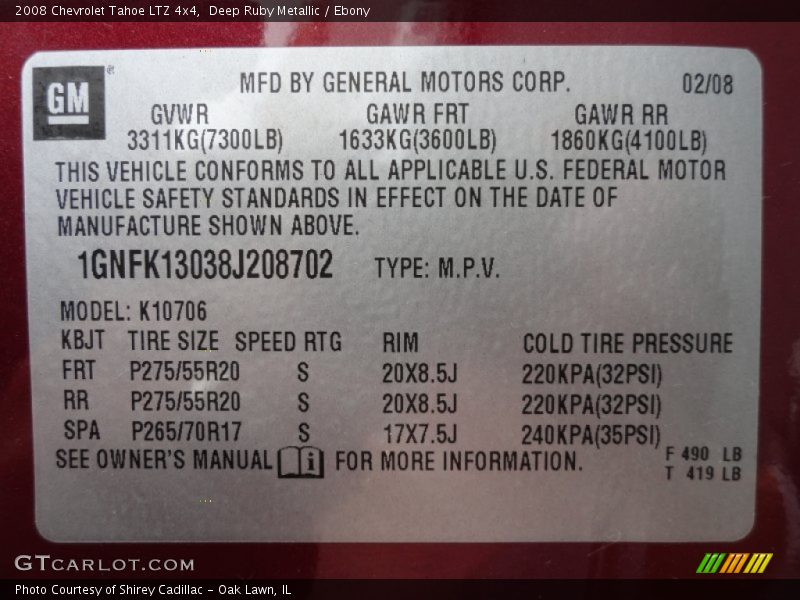 2008 Chevrolet Tahoe LTZ 4x4,  Deep Ruby Metallic / Ebony
GM
MFD BY GENERAL MOTORS CORP. 02/08
GVWR GAWR FRT GAWR RR
3311KG(7300LB) 1633KG(3600LB) 1860KG(4100LB)
THIS VEHICLE CONFORMS TO ALL APPLICABLE U.S. FEDERAL MOTOR
VEHICLE SAFETY STANDARDS IN EFFECT ON THE DATE OF
MANUFACTURE SHOWN ABOVE.
1GNFK13038J208702 TYPE: M.P.V.
MODEL: K10706
KBJT TIRE SIZE SPEED RTG RIM COLD TIRE PRESSURE
FRT P275/55R20 S 20X8.5J 220KPA(32PSI)
RR P275/55R20 S 20X8.5J 220KPA(32PSI)
SPA P265/70R17 S 17X7.5J 240KPA(35PSI)
SEE OWNER'S MANUAL i FOR MORE INFORMATION.
F 490 LB
T 419 LB
GTCARLOT.COM
Photo Courtesy of Shirey Cadillac - Oak Lawn, IL